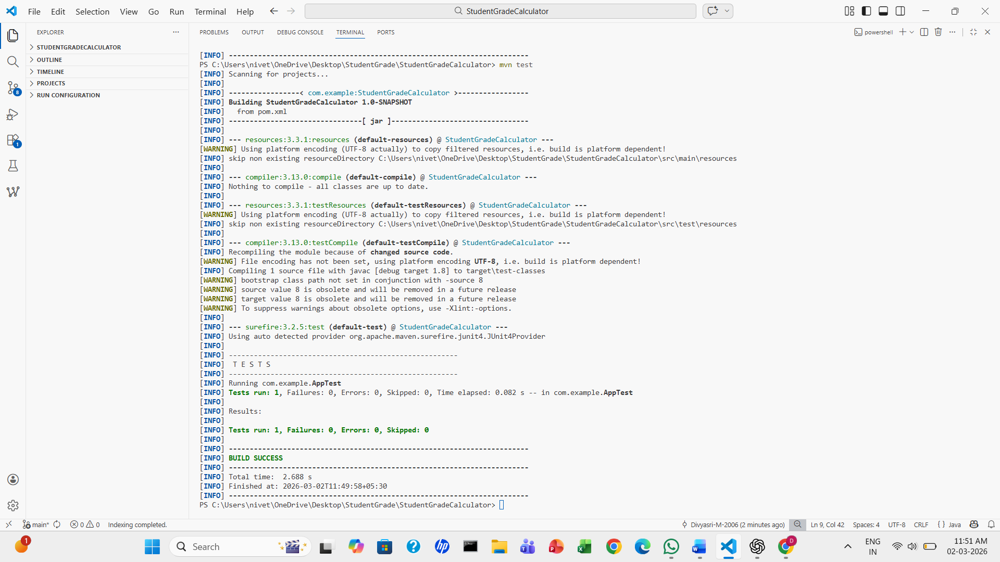 File Edit Selection View Go Run Terminal Help
StudentGradeCalculator
EXPLORER
STUDENTGRADECALCULATOR
OUTLINE
TIMELINE
PROJECTS
RUN CONFIGURATION
8
1
PROBLEMS OUTPUT DEBUG CONSOLE TERMINAL PORTS
powershell
[INFO] ------------------------------------------------------------------------
PS C:\Users\nivet\OneDrive\Desktop\StudentGrade\StudentGradeCalculator> mvn test
[INFO] Scanning for projects...
[INFO]
[INFO] -----------------< com.example:StudentGradeCalculator >-----------------
[INFO] Building StudentGradeCalculator 1.0-SNAPSHOT
[INFO]   from pom.xml
[INFO] --------------------------------[ jar ]---------------------------------
[INFO]
[INFO] --- resources:3.3.1:resources (default-resources) @ StudentGradeCalculator ---
[WARNING] Using platform encoding (UTF-8 actually) to copy filtered resources, i.e. build is platform dependent!
[INFO] skip non existing resourceDirectory C:\Users\nivet\OneDrive\Desktop\StudentGrade\StudentGradeCalculator\src\main\resources
[INFO]
[INFO] --- compiler:3.13.0:compile (default-compile) @ StudentGradeCalculator ---
[INFO] Nothing to compile - all classes are up to date.
[INFO]
[INFO] --- resources:3.3.1:testResources (default-testResources) @ StudentGradeCalculator ---
[WARNING] Using platform encoding (UTF-8 actually) to copy filtered resources, i.e. build is platform dependent!
[INFO] skip non existing resourceDirectory C:\Users\nivet\OneDrive\Desktop\StudentGrade\StudentGradeCalculator\src\test\resources
[INFO]
[INFO] --- compiler:3.13.0:testCompile (default-testCompile) @ StudentGradeCalculator ---
[INFO] Recompiling the module because of changed source code.
[WARNING] File encoding has not been set, using platform encoding UTF-8, i.e. build is platform dependent!
[INFO] Compiling 1 source file with javac [debug target 1.8] to target\test-classes
[WARNING] bootstrap class path not set in conjunction with -source 8
[WARNING] source value 8 is obsolete and will be removed in a future release
[WARNING] target value 8 is obsolete and will be removed in a future release
[WARNING] To suppress warnings about obsolete options, use -Xlint:-options.
[INFO]
[INFO] --- surefire:3.2.5:test (default-test) @ StudentGradeCalculator ---
[INFO] Using auto detected provider org.apache.maven.surefire.junit4.JUnit4Provider
[INFO]
[INFO] -------------------------------------------------------
[INFO]  T E S T S
[INFO] -------------------------------------------------------
[INFO] Running com.example.AppTest
[INFO] Tests run: 1, Failures: 0, Errors: 0, Skipped: 0, Time elapsed: 0.082 s -- in com.example.AppTest
[INFO]
[INFO] Results:
[INFO]
[INFO] Tests run: 1, Failures: 0, Errors: 0, Skipped: 0
[INFO]
[INFO] ------------------------------------------------------------------------
[INFO] BUILD SUCCESS
[INFO] ------------------------------------------------------------------------
[INFO] Total time:  2.688 s
[INFO] Finished at: 2026-03-02T11:49:58+05:30
[INFO] ------------------------------------------------------------------------
PS C:\Users\nivet\OneDrive\Desktop\StudentGrade\StudentGradeCalculator>
main* 0 0 Indexing completed. Divyasri-M-2006 (2 minutes ago) Ln 9, Col 42 Spaces: 4 UTF-8 CRLF { } Java
1
Search
hp
D
ENG
IN
11:51 AM
02-03-2026